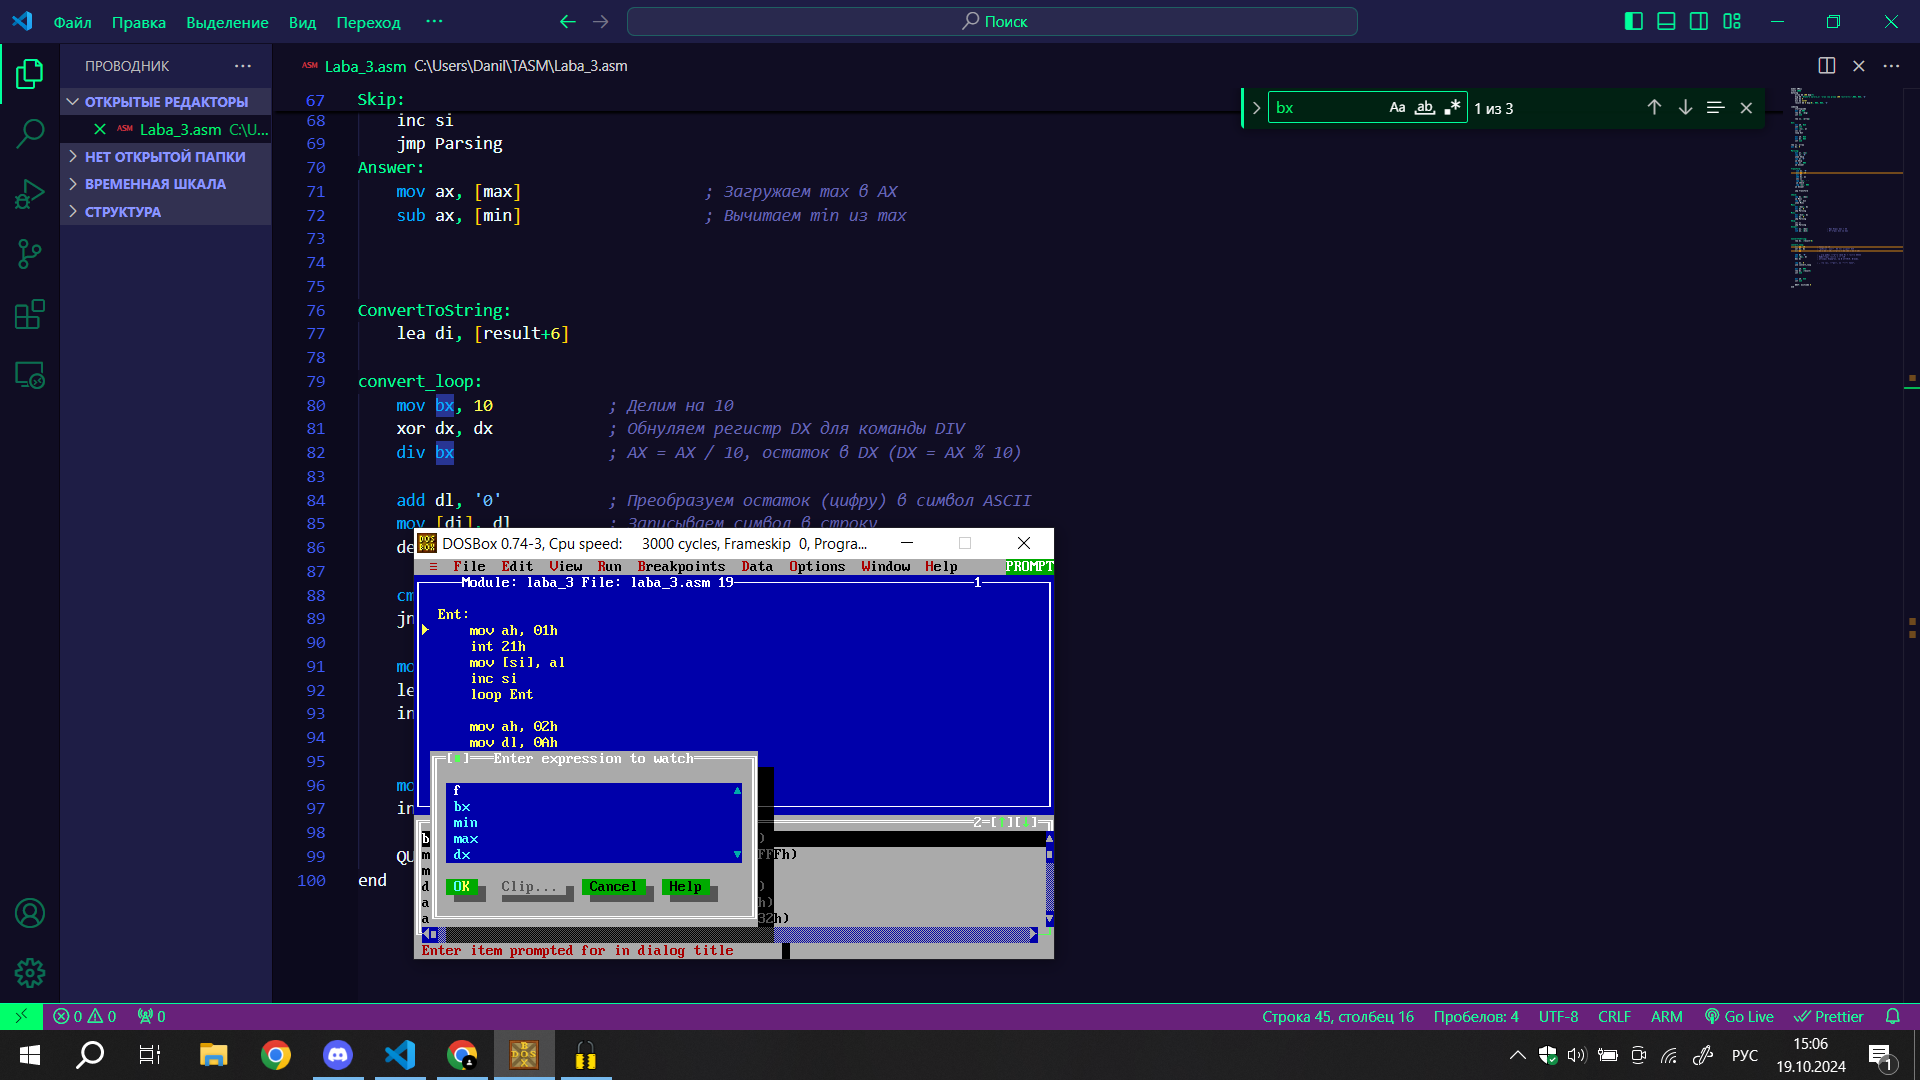 Файл Правка Выделение Вид Переход ···
Поиск
ПРОВОДНИК
ОТКРЫТЫЕ РЕДАКТОРЫ
ASM Laba_3.asm C:\U...
НЕТ ОТКРЫТОЙ ПАПКИ
ВРЕМЕННАЯ ШКАЛА
СТРУКТУРА
ASM Laba_3.asm C:\Users\Danil\TASM\Laba_3.asm
bx Aa ab .* 1 из 3
67 Skip:
68 inc si
69 jmp Parsing
70 Answer:
71 mov ax, [max] ; Загружаем max в AX
72 sub ax, [min] ; Вычитаем min из max
73
74
75
76 ConvertToString:
77 lea di, [result+6]
78
79 convert_loop:
80 mov bx, 10 ; Делим на 10
81 xor dx, dx ; Обнуляем регистр DX для команды DIV
82 div bx ; AX = AX / 10, остаток в DX (DX = AX % 10)
83
84 add dl, '0' ; Преобразуем остаток (цифру) в символ ASCII
85 mov [di], dl ; Записываем символ в строку
86 de
87
88 cm
89 jn
90
91 mo
92 le
93 in
94
95
96 mo
97 in
98
99 QU
100 end
DOSBox 0.74-3, Cpu speed: 3000 cycles, Frameskip 0, Progra...
≡ File Edit View Run Breakpoints Data Options Window Help PROMPT
Module: laba_3 File: laba_3.asm 19 1
Ent:
mov ah, 01h
int 21h
mov [si], al
inc si
loop Ent
mov ah, 02h
mov dl, 0Ah
Enter expression to watch
f
bx
min
max
dx
OK Clip... Cancel Help
2
b )
m FFFh)
m
d )
a h)
a 32h)
Enter item prompted for in dialog title
0 0 0
Строка 45, столбец 16 Пробелов: 4 UTF-8 CRLF ARM Go Live Prettier
DOS
РУС
15:06
19.10.2024
1